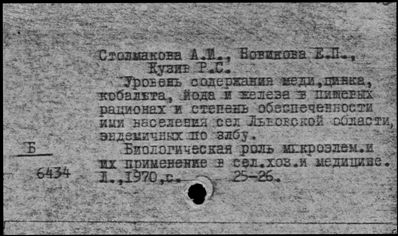 Столмакова А.И., Новикова Е.П.,
Кузив Р.С.
Уровень содержания меди,цинка,
кобальта, йода и железа в пищевых
рационах и степень обеспеченности
ими населения сел Львовской области,
эндемичных по зобу.
Биологическая роль микроэлем.и
их применение в сел.хоз.и медицине.
Л.,1970,с. 25-26.
Б
6434